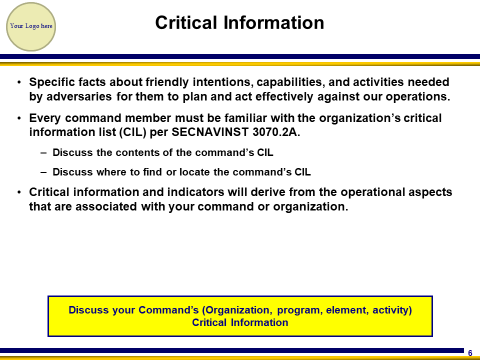 Your Logo here
Critical Information
• Specific facts about friendly intentions, capabilities, and activities needed
by adversaries for them to plan and act effectively against our operations.
• Every command member must be familiar with the organization's critical
information list (CIL) per SECNAVINST 3070.2A.
– Discuss the contents of the command's CIL
– Discuss where to find or locate the command's CIL
• Critical information and indicators will derive from the operational aspects
that are associated with your command or organization.
Discuss your Command's (Organization, program, element, activity)
Critical Information
6